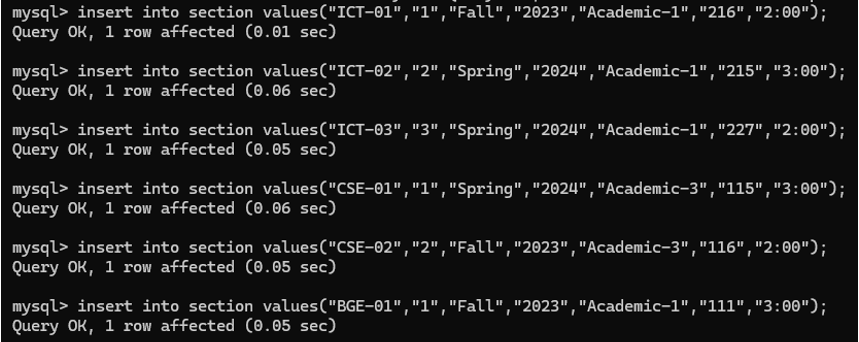 mysql> insert into section values("ICT-01","1","Fall","2023","Academic-1","216","2:00");
Query OK, 1 row affected (0.01 sec)
mysql> insert into section values("ICT-02","2","Spring","2024","Academic-1","215","3:00");
Query OK, 1 row affected (0.06 sec)
mysql> insert into section values("ICT-03","3","Spring","2024","Academic-1","227","2:00");
Query OK, 1 row affected (0.05 sec)
mysql> insert into section values("CSE-01","1","Spring","2024","Academic-3","115","3:00");
Query OK, 1 row affected (0.06 sec)
mysql> insert into section values("CSE-02","2","Fall","2023","Academic-3","116","2:00");
Query OK, 1 row affected (0.05 sec)
mysql> insert into section values("BGE-01","1","Fall","2023","Academic-1","111","3:00");
Query OK, 1 row affected (0.05 sec)